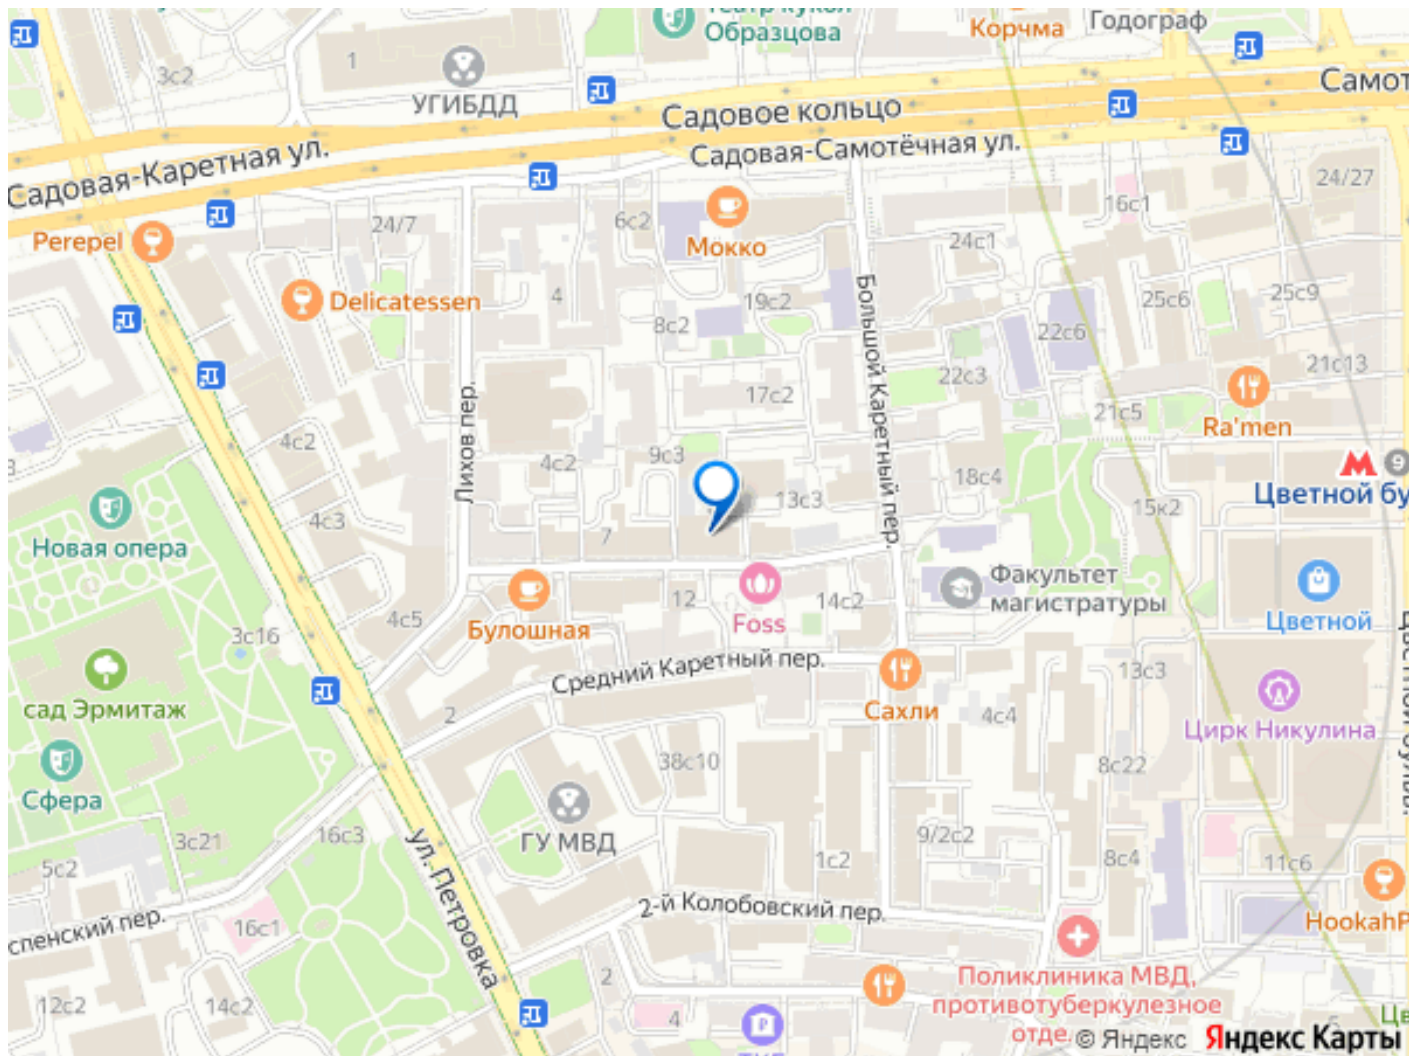 Образцова
Корчма
Годограф
3с2
1
УГИБДД
Садовое кольцо
Самот
Садовая-Самотёчная ул.
Садовая-Каретная ул.
24/27
16с1
Perepel
24/7
6с2
Мокко
24с1
Delicatessen
4
19с2
8с2
Большой Каретный пер.
25с6
25с9
22с6
21с13
22с3
17с2
21с5
Ra'men
Лихов пер.
4с2
4с2
9с3
18с4
9
Цветной бу
13с3
15к2
Новая опера
4с3
7
Факультет
магистратуры
Цветной
Булошная
12
Foss
14с2
4с5
3с16
Средний Каретный пер.
13с3
сад Эрмитаж
2
Сахли
4с4
Цирк Никулина
Цветной бульв.
38с10
8с22
Сфера
3с21
16с3
ГУ МВД
9/2с2
5с2
1с2
8с4
11с6
ул. Петровка
2-й Колобовский пер.
спенский пер.
16с1
HookahP
2
Поликлиника МВД,
противотуберкулезное
отде.
12с2
14с2
4
© Яндекс Яндекс Карты